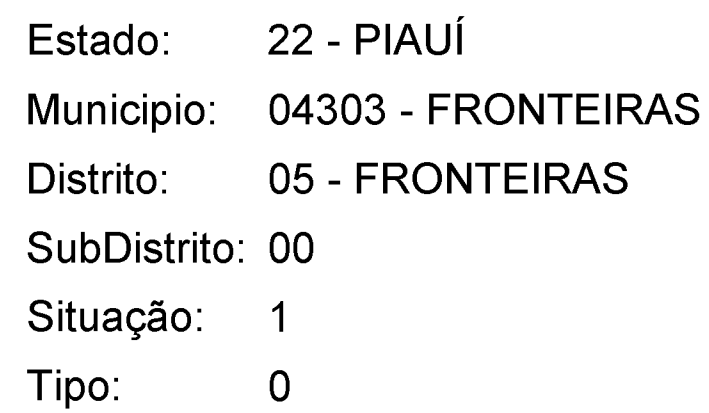 Estado: 22 - PIAUÍ
Municipio: 04303 - FRONTEIRAS
Distrito: 05 - FRONTEIRAS
SubDistrito: 00
Situação: 1
Tipo: 0